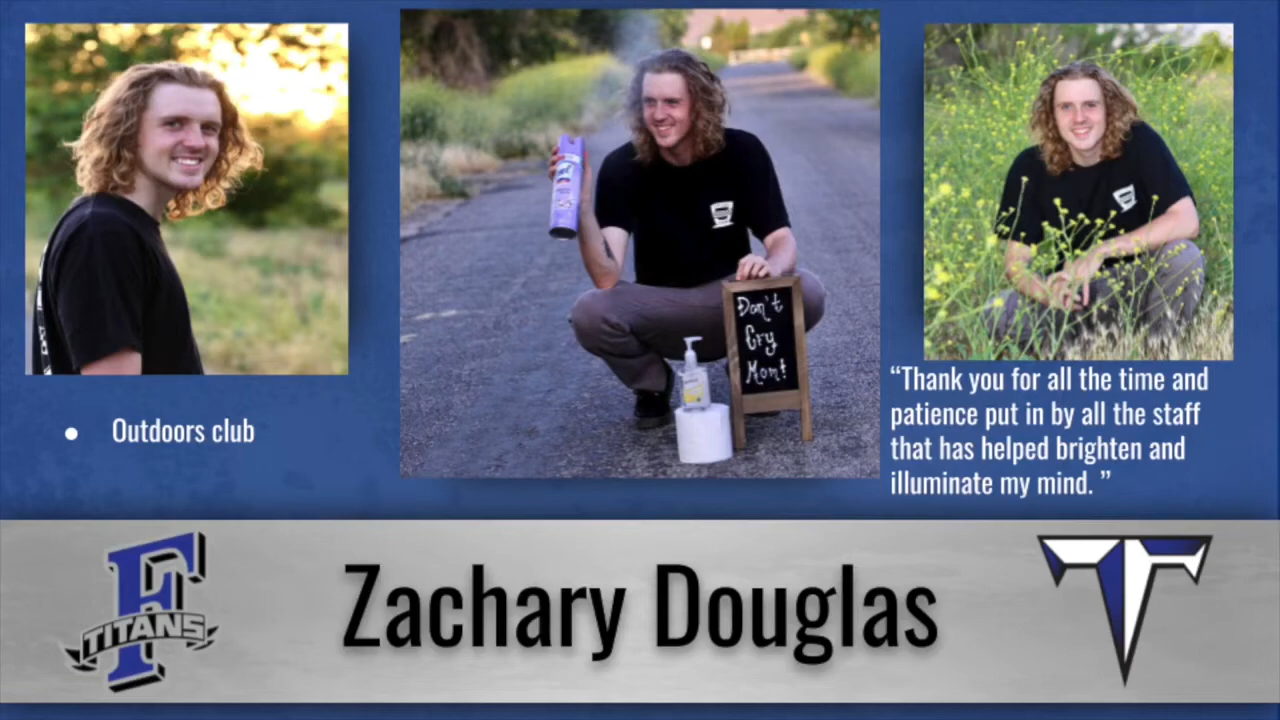 Don't
Cry
Mom!
• Outdoors club
“Thank you for all the time and
patience put in by all the staff
that has helped brighten and
illuminate my mind. ”
F
TITANS
Zachary Douglas
T